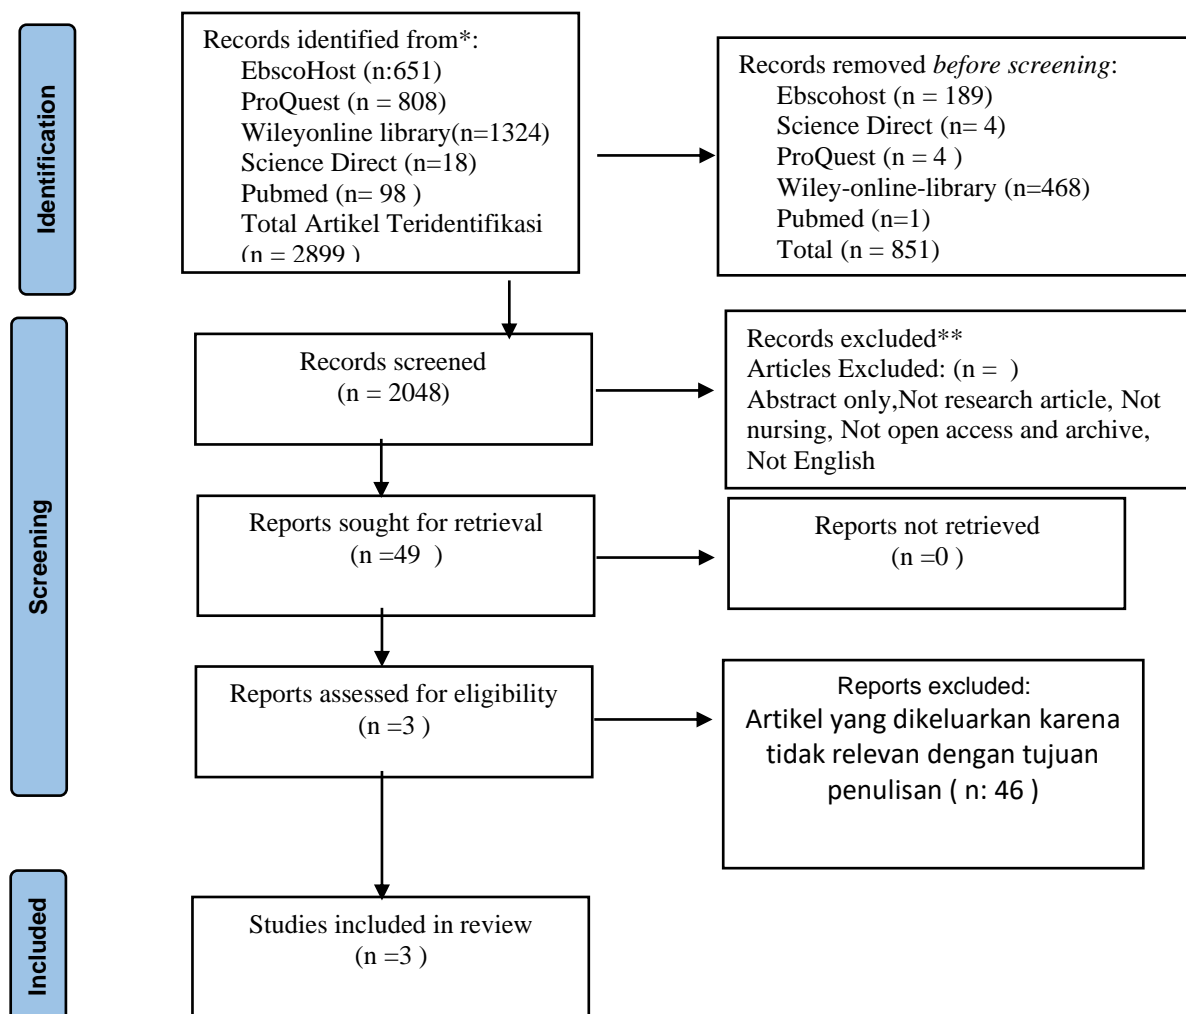 Identification
Records identified from*:
EbscoHost (n:651)
ProQuest (n = 808)
Wileyonline library(n=1324)
Science Direct (n=18)
Pubmed (n= 98 )
Total Artikel Teridentifikasi
(n = 2899 )
Records removed before screening:
Ebscohost (n = 189)
Science Direct (n= 4)
ProQuest (n = 4 )
Wiley-online-library (n=468)
Pubmed (n=1)
Total (n = 851)
Screening
Records screened
(n = 2048)
Records excluded**
Articles Excluded: (n =  )
Abstract only,Not research article, Not
nursing, Not open access and archive,
Not English
Reports sought for retrieval
(n =49  )
Reports not retrieved
(n =0 )
Reports assessed for eligibility
(n =3 )
Reports excluded:
Artikel yang dikeluarkan karena
tidak relevan dengan tujuan
penulisan ( n: 46 )
Included
Studies included in review
(n =3 )